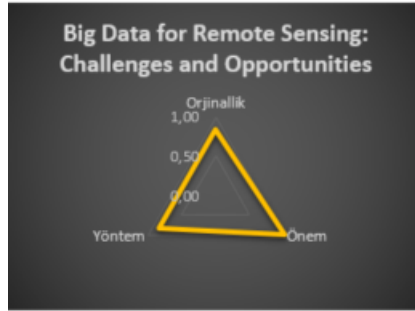 Big Data for Remote Sensing:
Challenges and Opportunities
Orjinallik
1,00
0,50
0,00
Yöntem
Önem